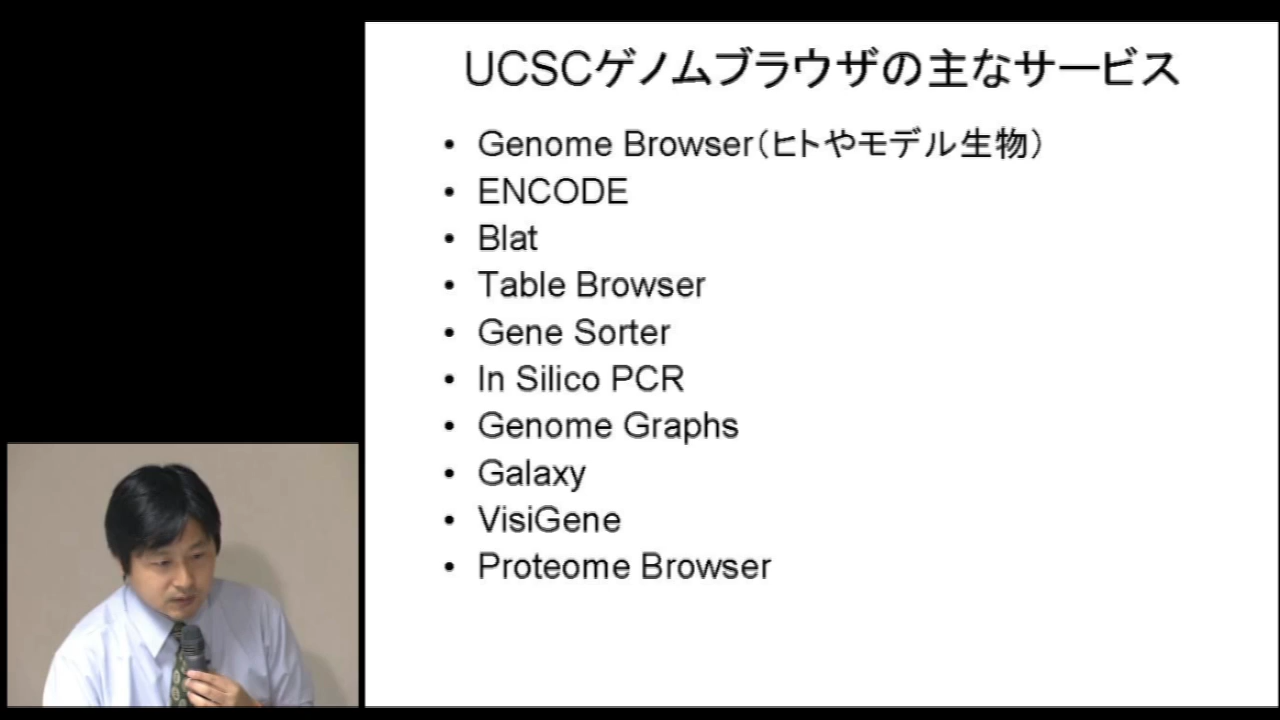 UCSCゲノムブラウザの主なサービス
• Genome Browser（ヒトやモデル生物）
• ENCODE
• Blat
• Table Browser
• Gene Sorter
• In Silico PCR
• Genome Graphs
• Galaxy
• VisiGene
• Proteome Browser